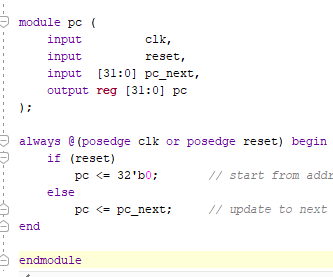 module pc (
    input         clk,
    input         reset,
    input  [31:0] pc_next,
    output reg [31:0] pc
);

always @(posedge clk or posedge reset) begin
    if (reset)
        pc <= 32'b0;       // start from addr
    else
        pc <= pc_next;     // update to next
end

endmodule